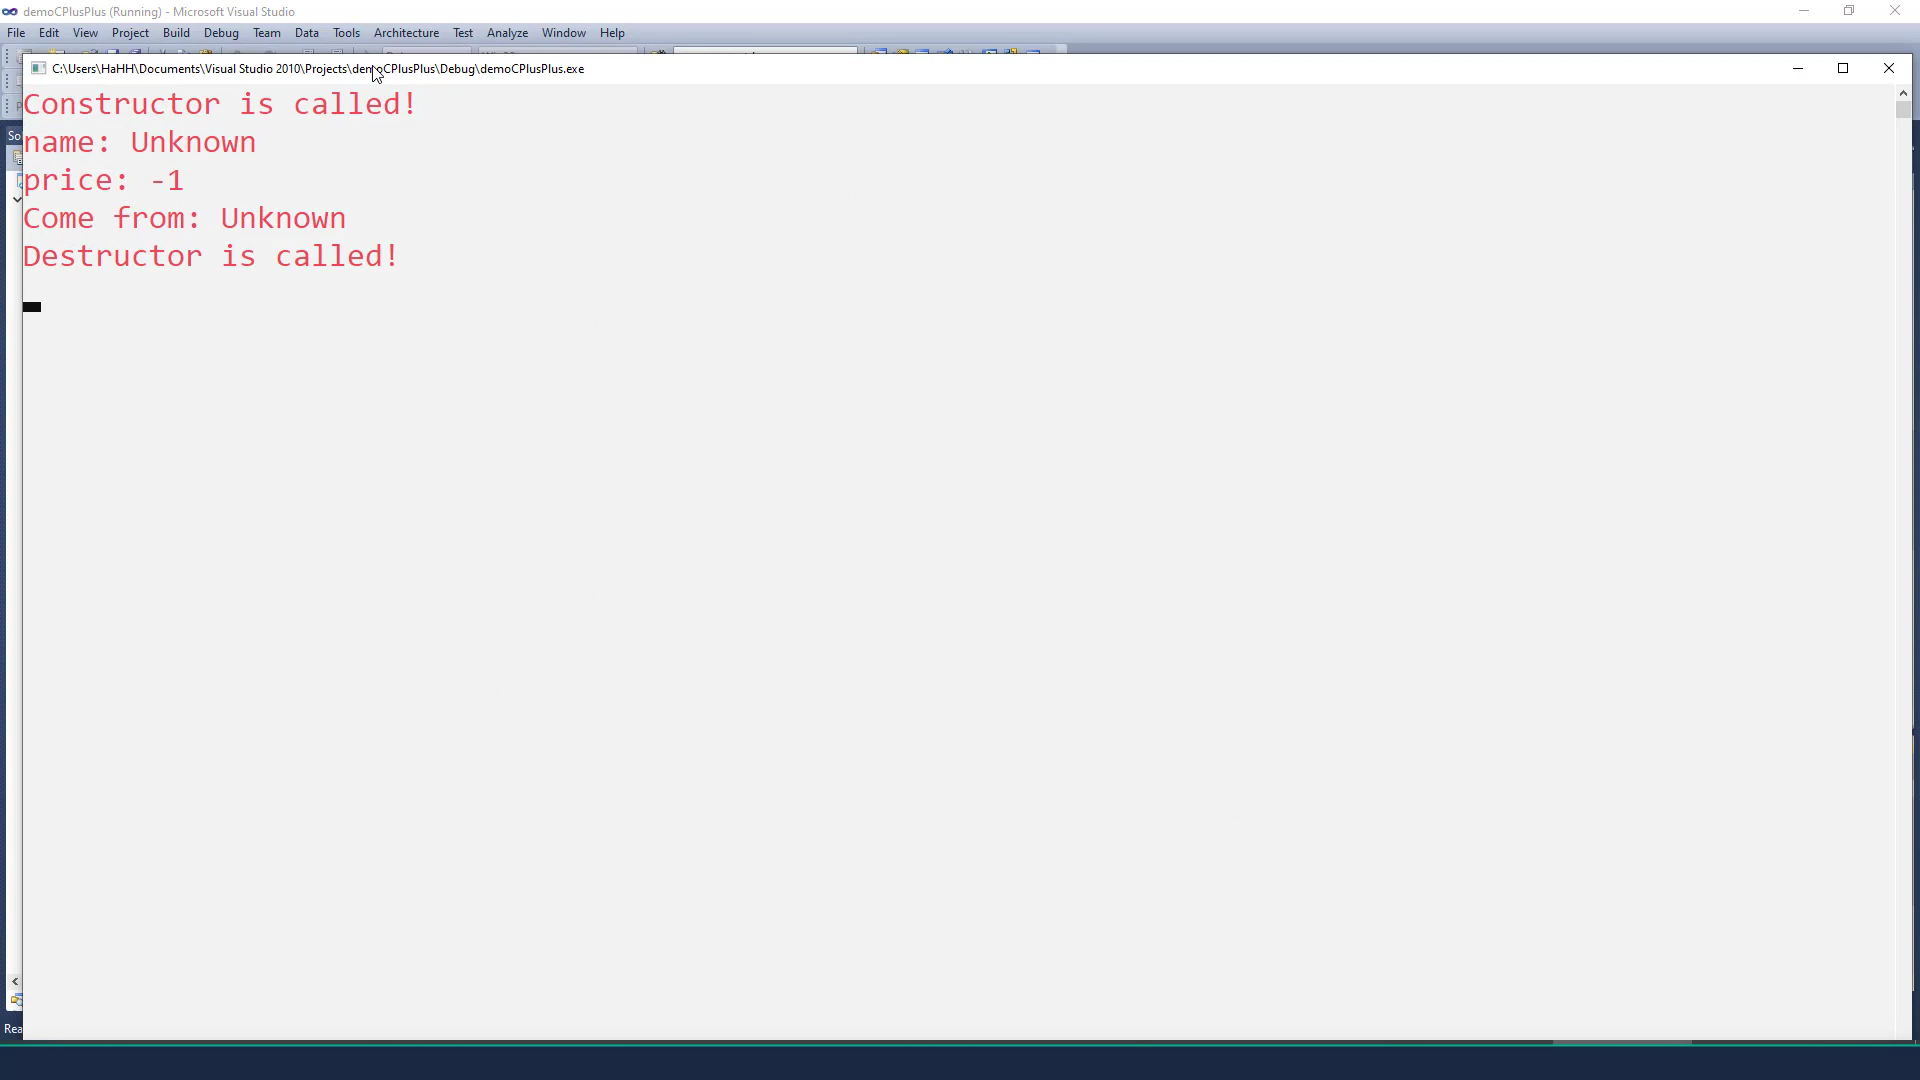 demoCPlusPlus (Running) - Microsoft Visual Studio
File Edit View Project Build Debug Team Data Tools Architecture Test Analyze Window Help
C:\Users\HaHH\Documents\Visual Studio 2010\Projects\demoCPlusPlus\Debug\demoCPlusPlus.exe
Constructor is called!
name: Unknown
price: -1
Come from: Unknown
Destructor is called!